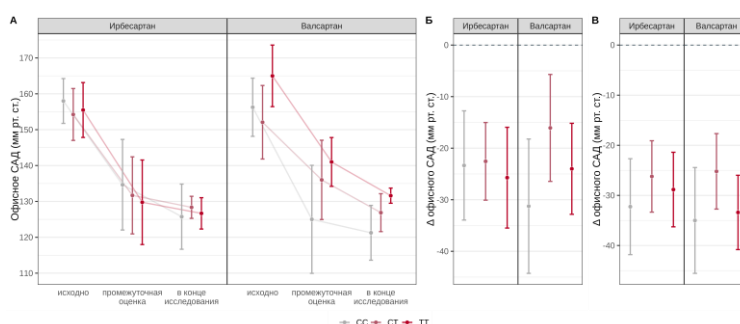 А
Ирбесартан
Валсартан
Офисное САД (мм рт. ст.)
170
160
150
140
130
120
110
исходно
промежуточная
оценка
в конце
исследования
исходно
промежуточная
оценка
в конце
исследования
Б
Ирбесартан
Валсартан
Δ офисного САД (мм рт. ст.)
0
-10
-20
-30
-40
В
Ирбесартан
Валсартан
Δ офисного САД (мм рт. ст.)
0
-10
-20
-30
-40
CC CT TT